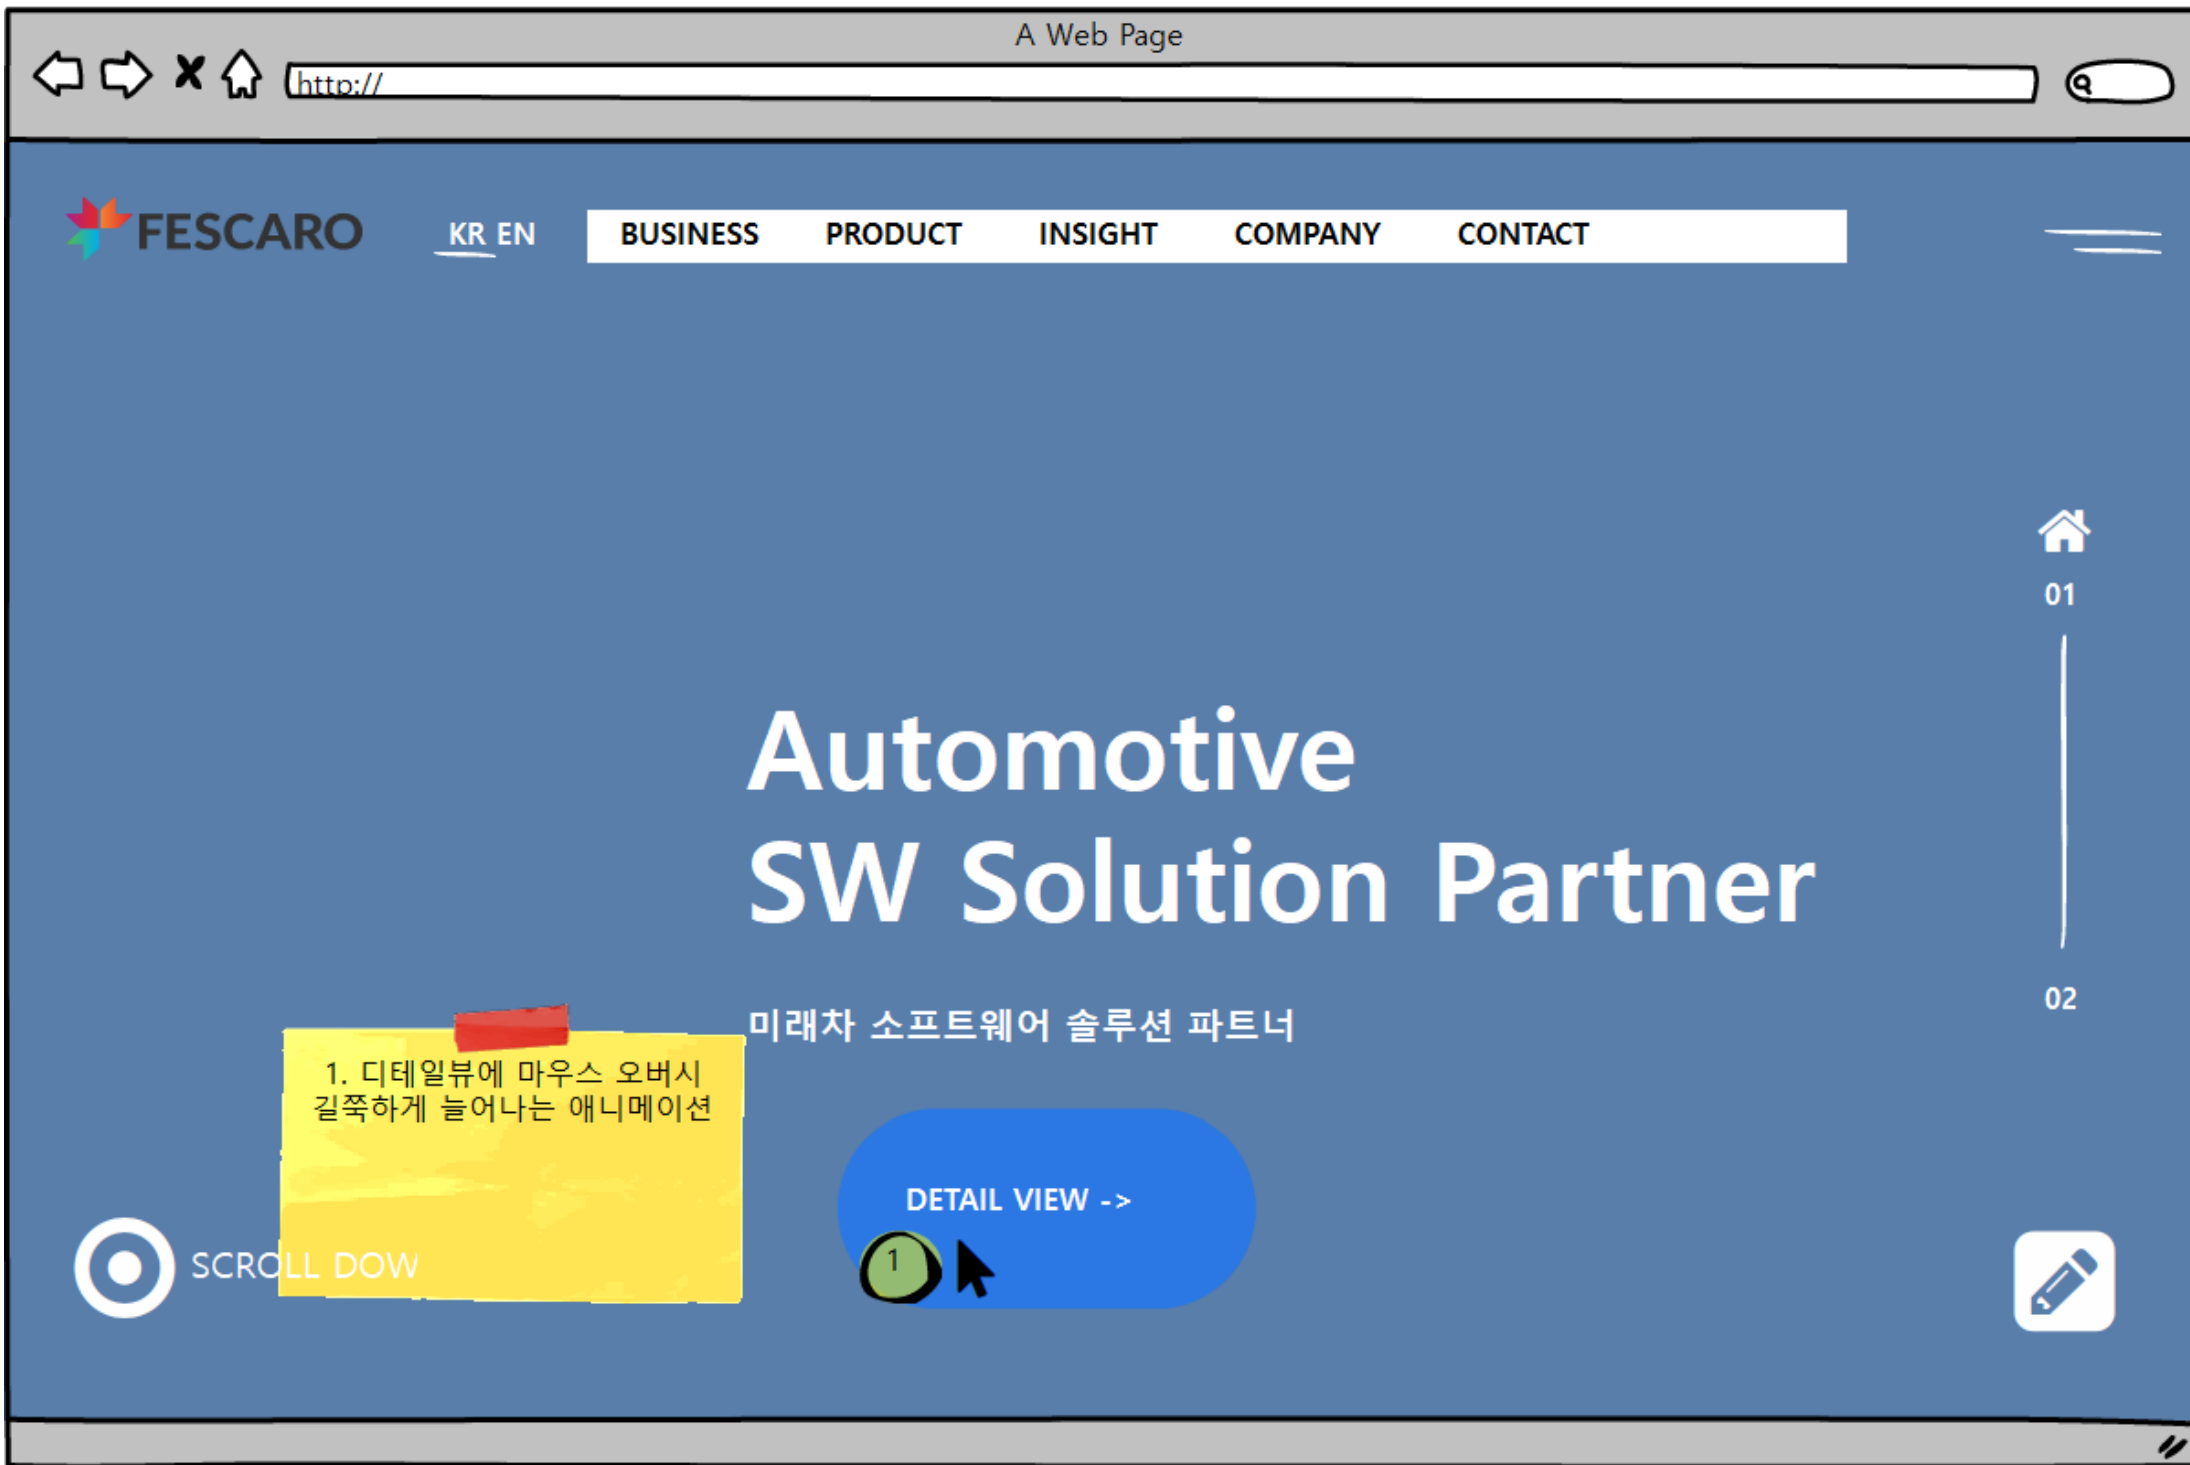 A Web Page
http://
FESCARO
KR EN
BUSINESS PRODUCT INSIGHT COMPANY CONTACT
01
Automotive
SW Solution Partner
02
미래차 소프트웨어 솔루션 파트너
1. 디테일뷰에 마우스 오버시
길쭉하게 늘어나는 애니메이션
DETAIL VIEW ->
1
SCROLL DOW